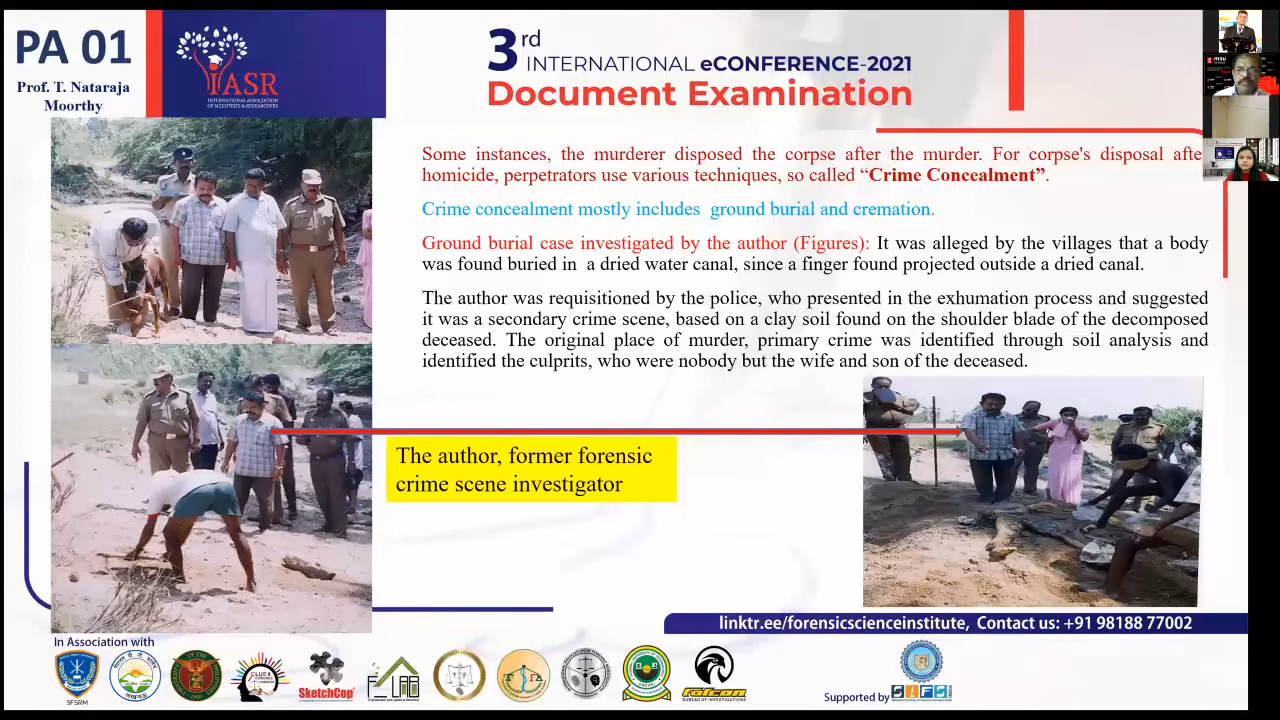 PA 01
Prof. T. Nataraja
Moorthy
IASR
INTERNATIONAL ASSOCIATION
OF SCIENTISTS & RESEARCHERS
3rd
INTERNATIONAL eCONFERENCE-2021
Document Examination
Some instances, the murderer disposed the corpse after the murder. For corpse's disposal afte
homicide, perpetrators use various techniques, so called “Crime Concealment”.
Crime concealment mostly includes ground burial and cremation.
Ground burial case investigated by the author (Figures): It was alleged by the villages that a body
was found buried in a dried water canal, since a finger found projected outside a dried canal.
The author was requisitioned by the police, who presented in the exhumation process and suggested
it was a secondary crime scene, based on a clay soil found on the shoulder blade of the decomposed
deceased. The original place of murder, primary crime was identified through soil analysis and
identified the culprits, who were nobody but the wife and son of the deceased.
The author, former forensic
crime scene investigator
linktr.ee/forensicscienceinstitute, Contact us: +91 98188 77002
In Association with
SFSRM
CLUE4
SketchCop
F LAB
falcon
BUREAU OF INVESTIGATIONS
Supported by
SIFS
msu